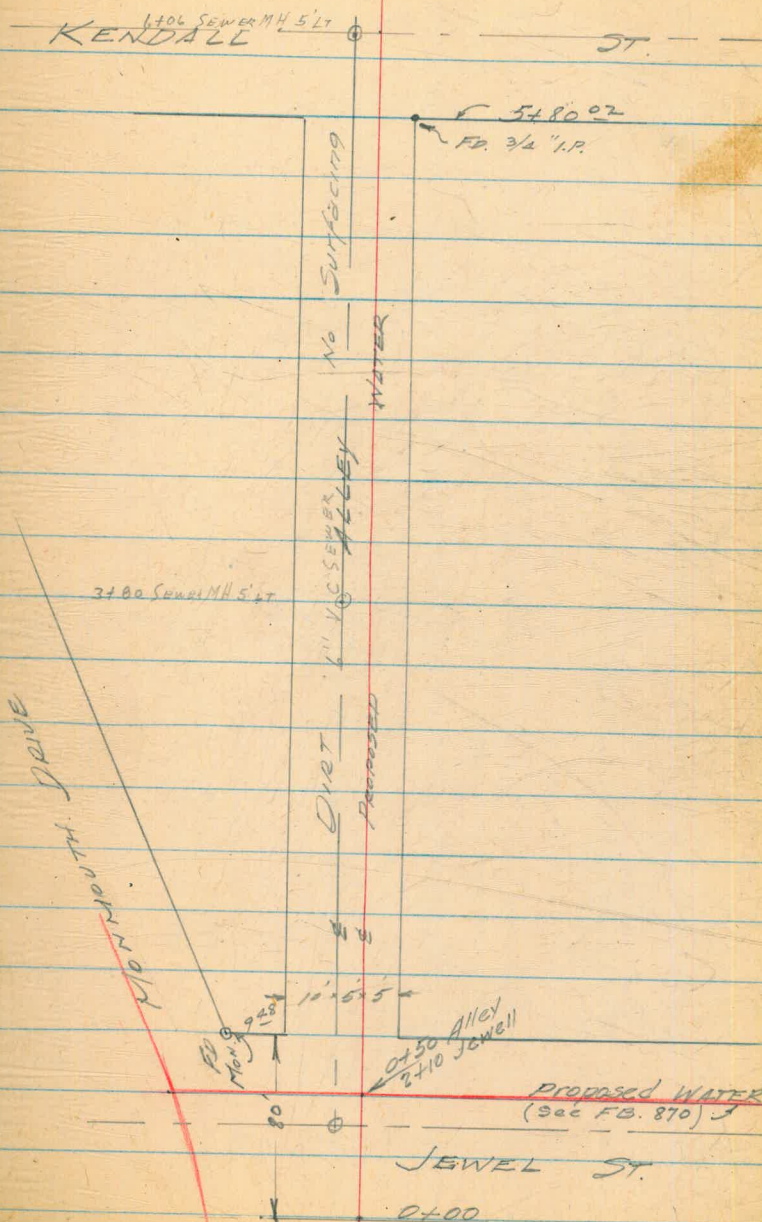 6+06 SEWER MH 5' LT
KENDALL ST.
5+80 02
FD. 3/4" I.P.
DIRT ALLEY No Surfacing
6" V.C SEWER
PROPOSED WATER
3+80 Sewer MH 5' LT
MONMOUTH DRIVE
FD
MON.
9 48
10' 5' 5'
0+50 Alley
2+10 Jewell
80'
Proposed WATER
(See FB. 870)
JEWEL ST.
0+00